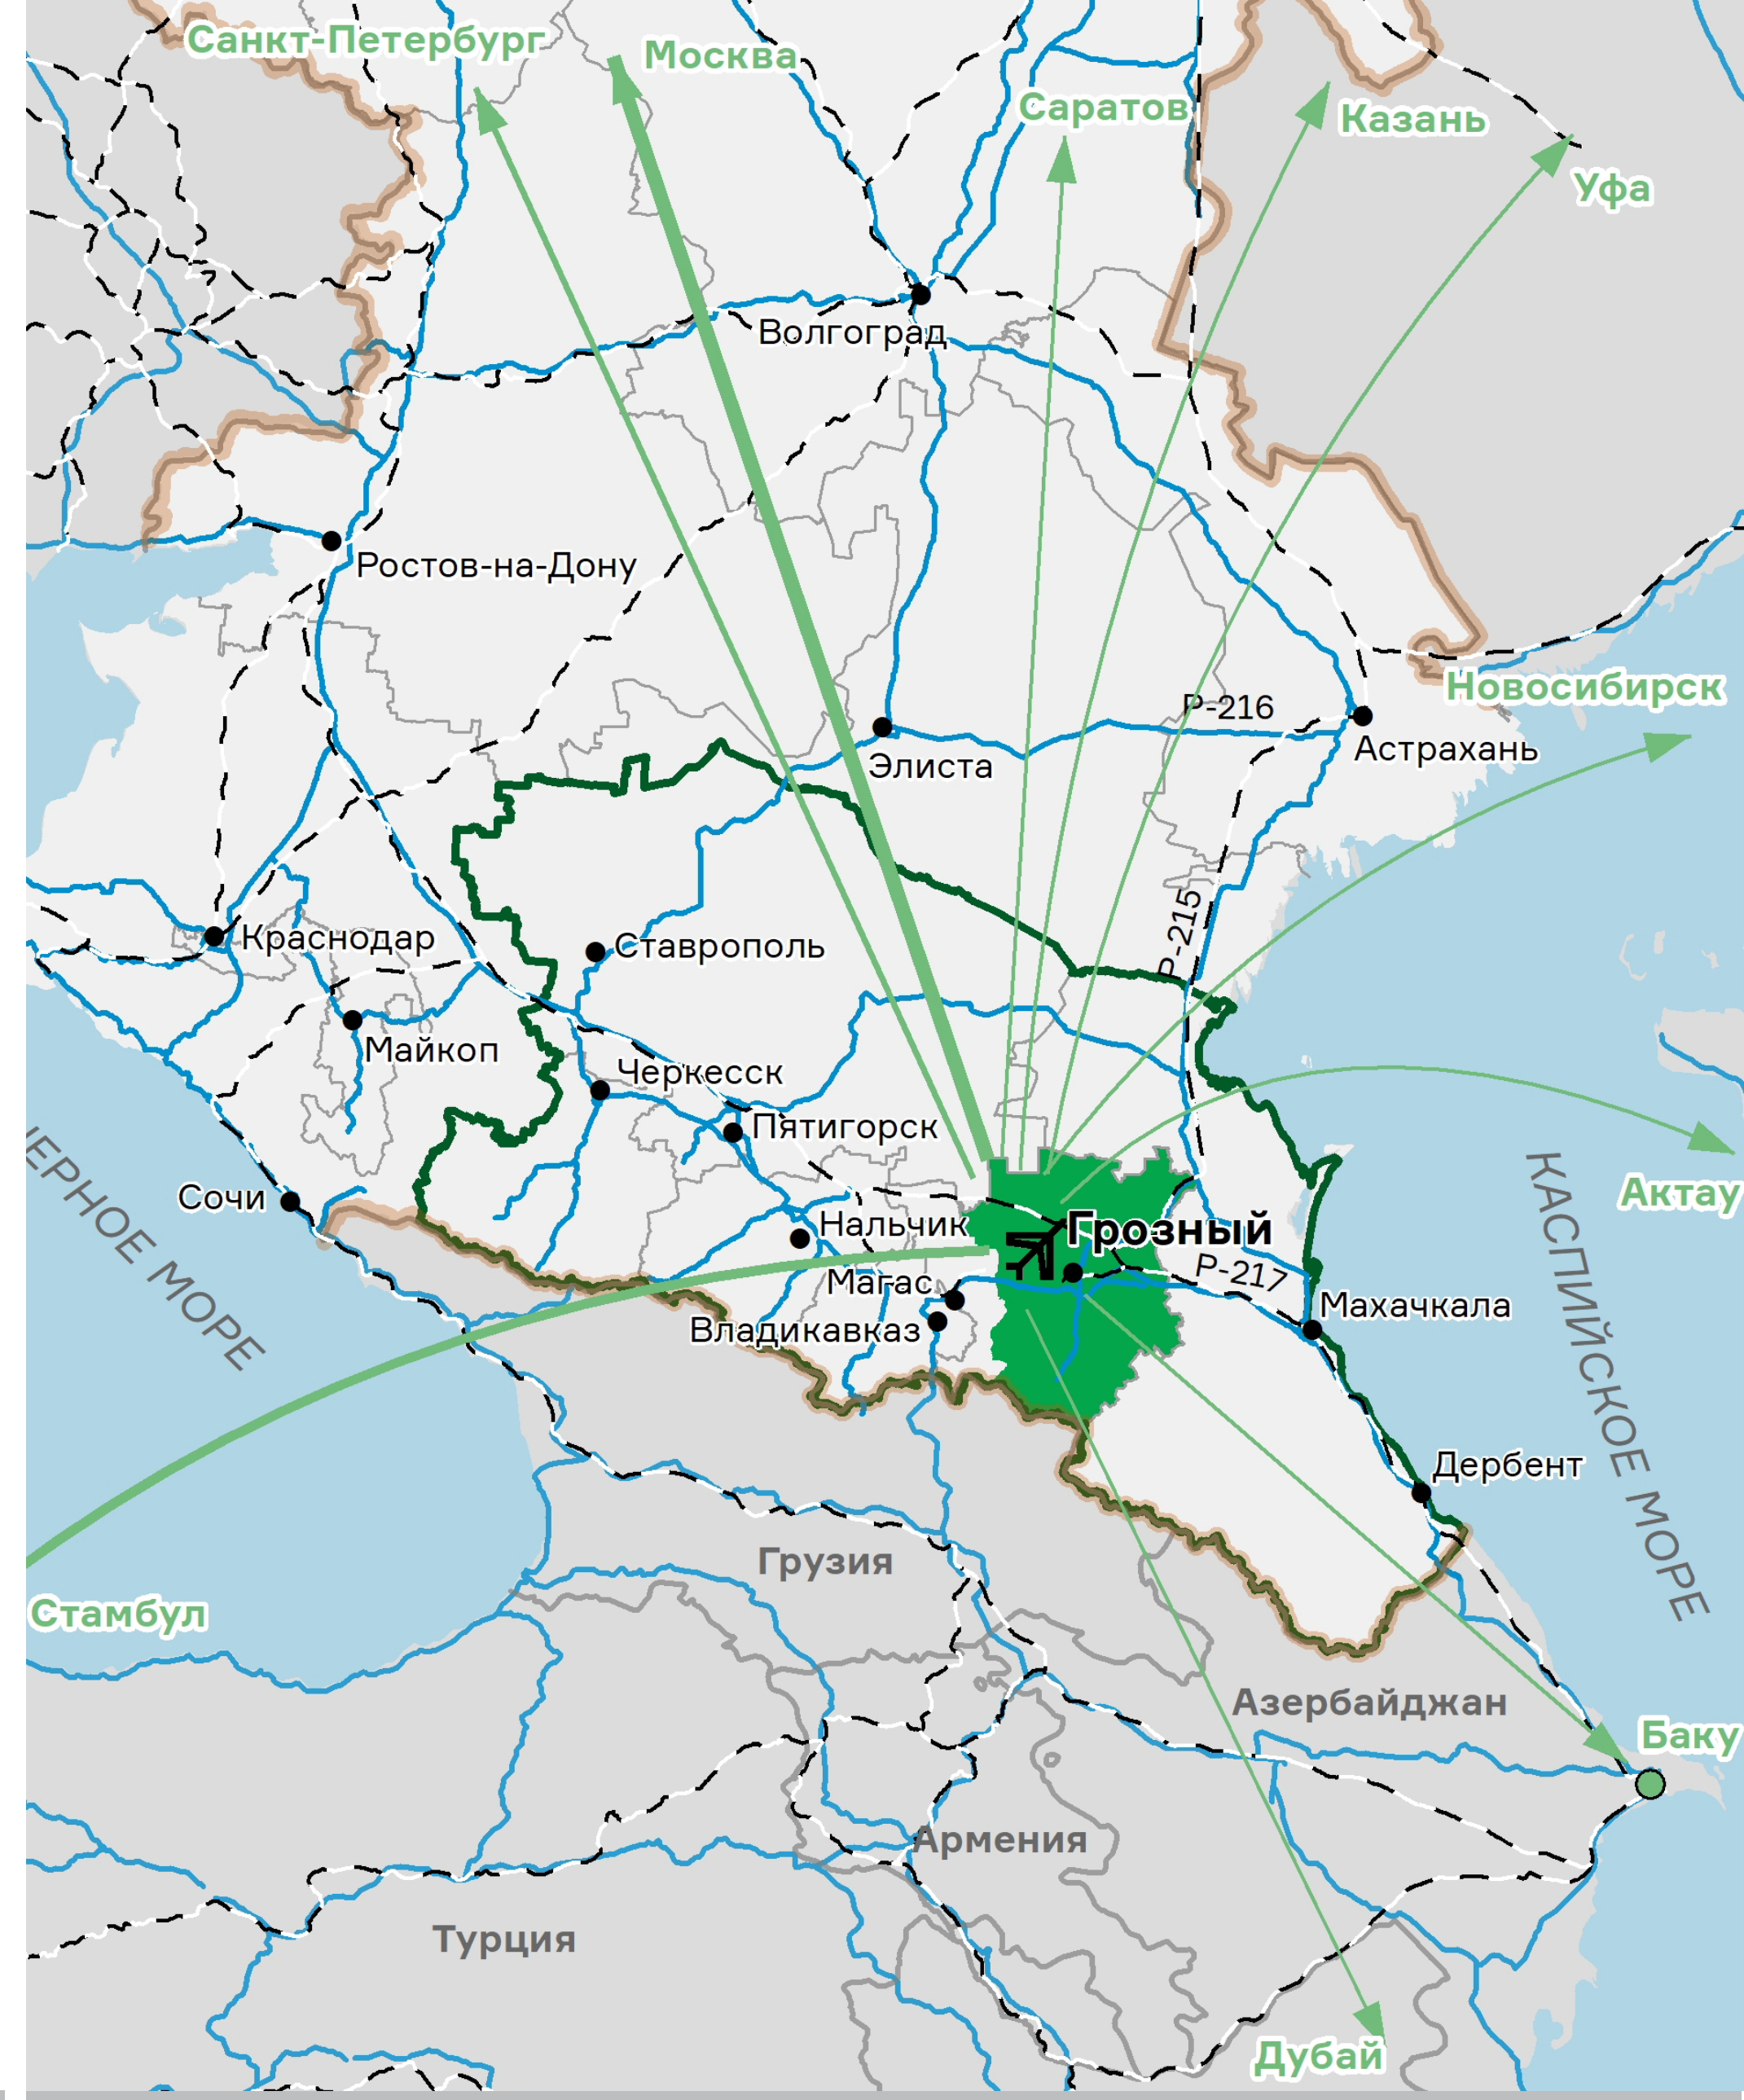 Санкт-Петербург
Москва
Саратов
Казань
Уфа
Волгоград
Ростов-на-Дону
Новосибирск
Р-216
Астрахань
Элиста
Р-215
Краснодар
Ставрополь
Майкоп
Черкесск
Пятигорск
Сочи
Актау
Нальчик
Грозный
Магас
Р-217
Махачкала
Владикавказ
ЧЕРНОЕ МОРЕ
КАСПИЙСКОЕ МОРЕ
Дербент
Грузия
Стамбул
Азербайджан
Баку
Армения
Турция
Дубай